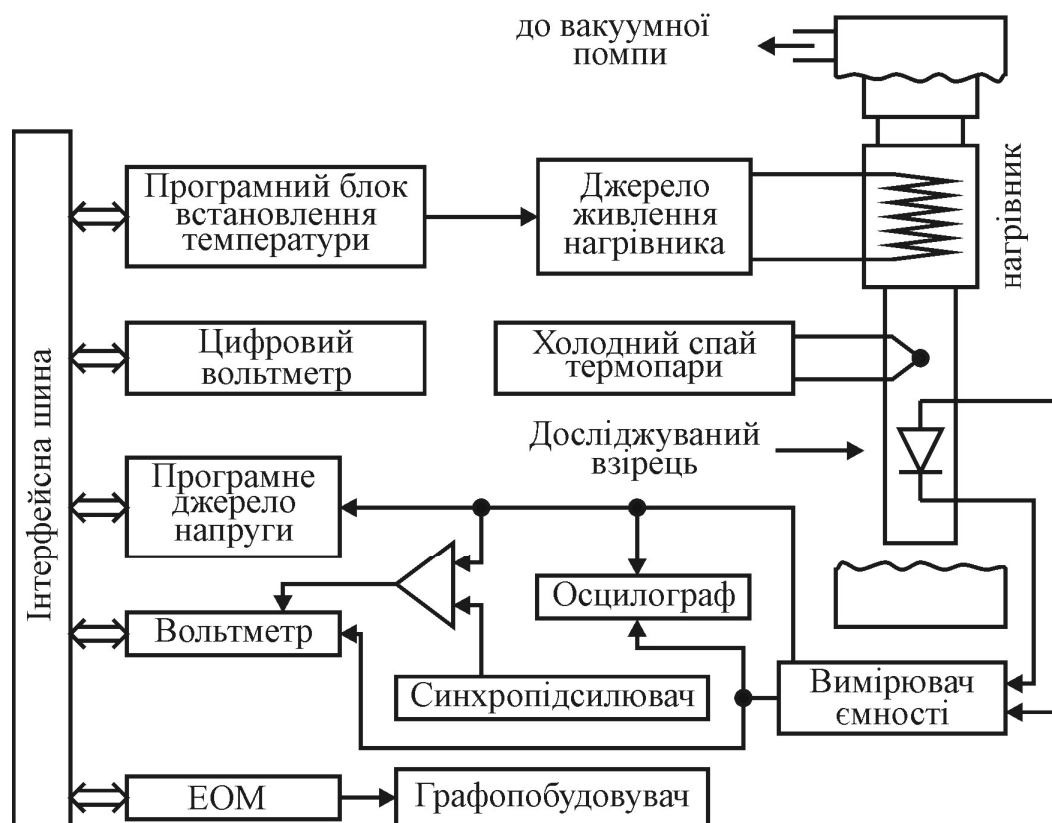 до вакуумної
помпи
Програмний блок
встановлення
температури
Джерело
живлення
нагрівника
нагрівник
Цифровий
вольтметр
Холодний спай
термопари
Інтерфейсна шина
Досліджуваний
взірець
Програмне
джерело
напруги
Осцилограф
Вольтметр
Синхропідсилювач
Вимірювач
ємності
ЕОМ
Графопобудовувач